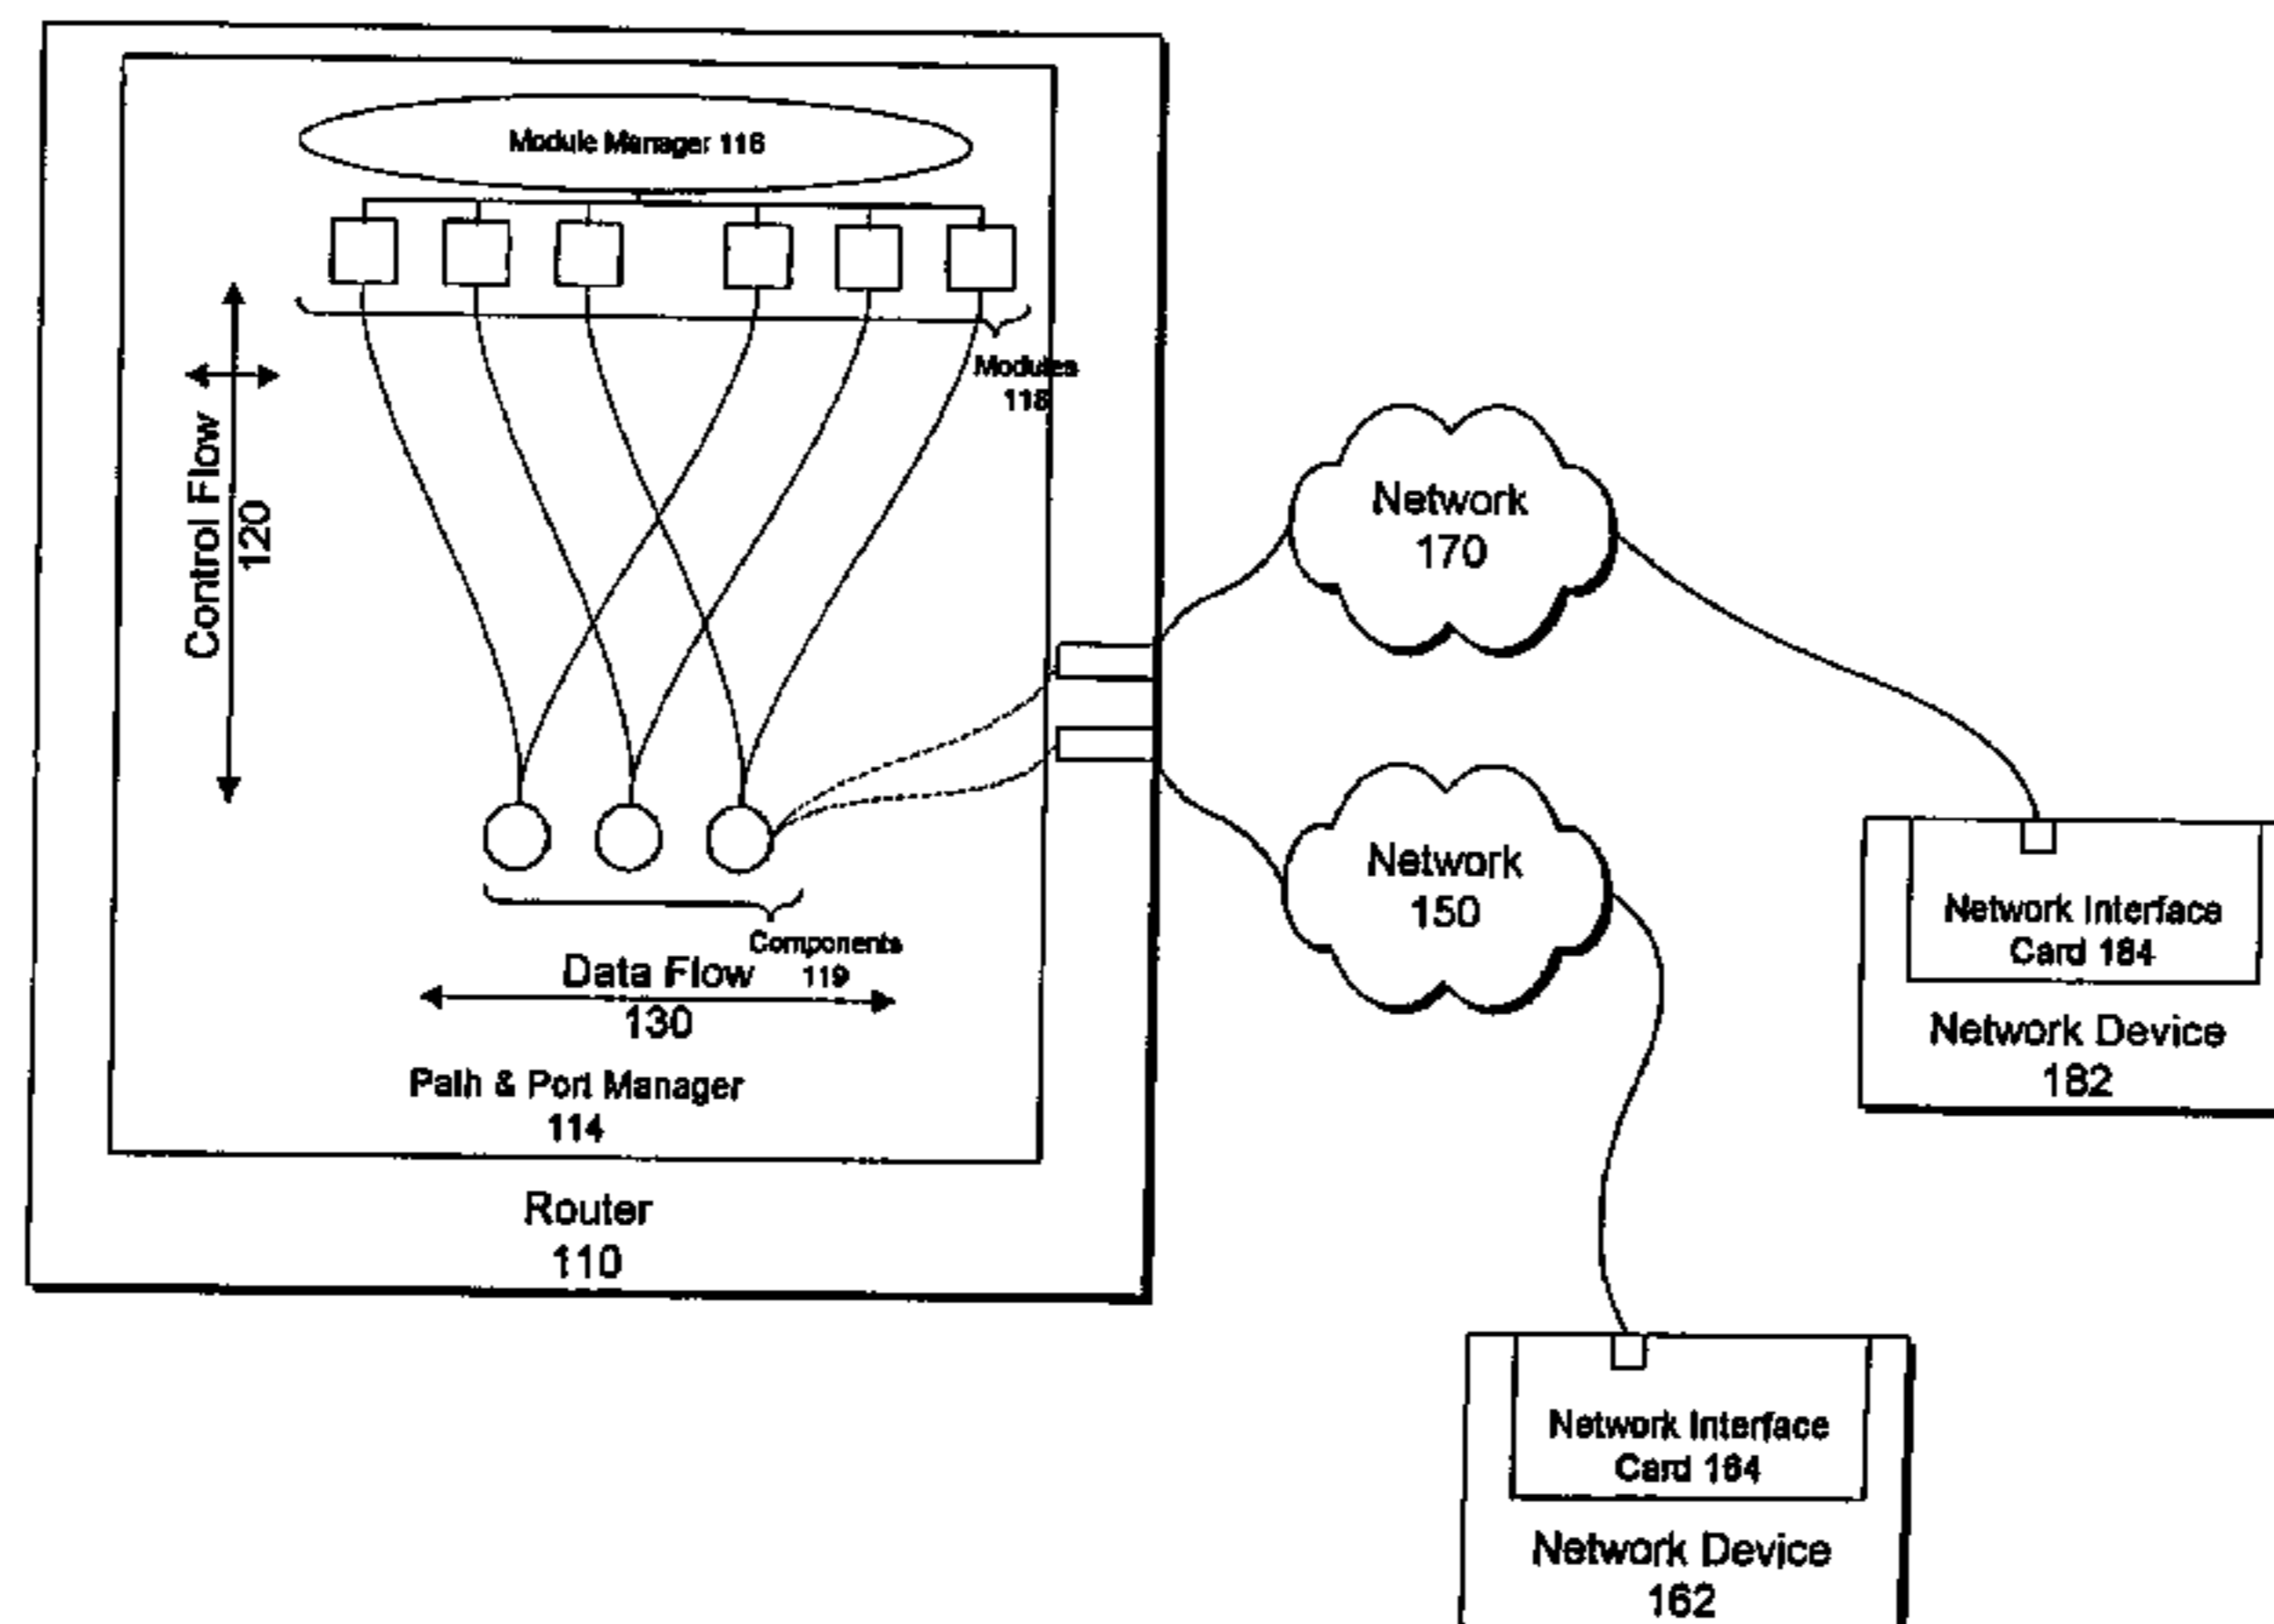 Module Manager 116
Modules
118
Control Flow
120
Components
119
Data Flow
130
Path & Port Manager
114
Router
110
Network
170
Network
150
Network Interface
Card 184
Network Device
182
Network Interface
Card 164
Network Device
162